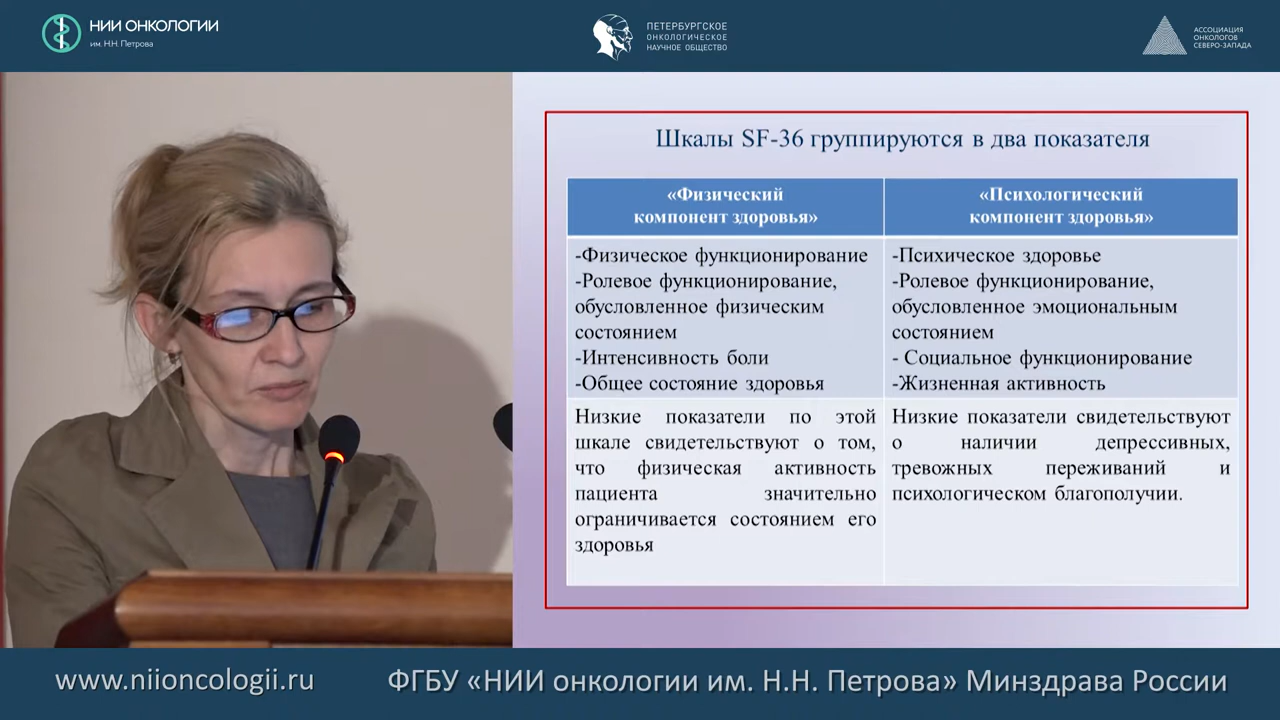 НИИ ОНКОЛОГИИ
им. Н.Н. Петрова
ПЕТЕРБУРГСКОЕ
ОНКОЛОГИЧЕСКОЕ
НАУЧНОЕ ОБЩЕСТВО
АССОЦИАЦИЯ
ОНКОЛОГОВ
СЕВЕРО-ЗАПАДА
Шкалы SF-36 группируются в два показателя
«Физический
компонент здоровья»
«Психологический
компонент здоровья»
-Физическое функционирование
-Ролевое функционирование,
обусловленное физическим
состоянием
-Интенсивность боли
-Общее состояние здоровья
-Психическое здоровье
-Ролевое функционирование,
обусловленное эмоциональным
состоянием
- Социальное функционирование
-Жизненная активность
Низкие показатели по этой
шкале свидетельствуют о том,
что физическая активность
пациента значительно
ограничивается состоянием его
здоровья
Низкие показатели свидетельствуют
о наличии депрессивных,
тревожных переживаний и
психологическом благополучии.
www.niioncologii.ru
ФГБУ «НИИ онкологии им. Н.Н. Петрова» Минздрава России